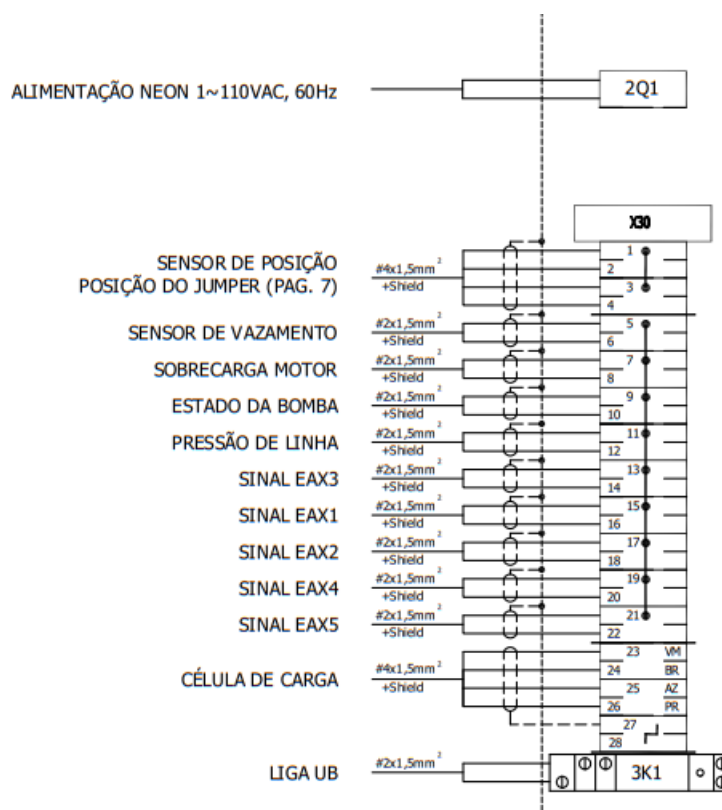 ALIMENTAÇÃO NEON 1~110VAC, 60Hz
2Q1
X30
SENSOR DE POSIÇÃO
POSIÇÃO DO JUMPER (PAG. 7)
#4x1,5mm²
+Shield
1
2
3
4
SENSOR DE VAZAMENTO
#2x1,5mm²
+Shield
5
6
SOBRECARGA MOTOR
#2x1,5mm²
+Shield
7
8
ESTADO DA BOMBA
#2x1,5mm²
+Shield
9
10
PRESSÃO DE LINHA
#2x1,5mm²
+Shield
11
12
SINAL EAX3
#2x1,5mm²
+Shield
13
14
SINAL EAX1
#2x1,5mm²
+Shield
15
16
SINAL EAX2
#2x1,5mm²
+Shield
17
18
SINAL EAX4
#2x1,5mm²
+Shield
19
20
SINAL EAX5
#2x1,5mm²
+Shield
21
22
CÉLULA DE CARGA
#4x1,5mm²
+Shield
23 VM
24 BR
25 AZ
26 PR
27
28
LIGA UB
#2x1,5mm²
3K1